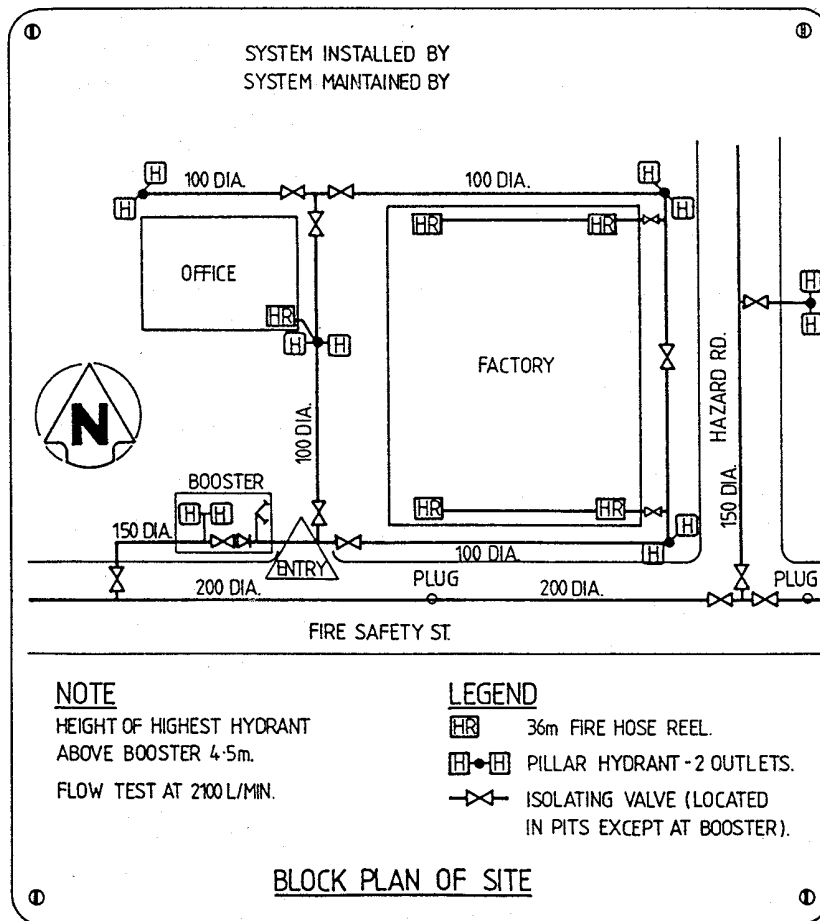 SYSTEM INSTALLED BY
SYSTEM MAINTAINED BY
H
H
100 DIA.
100 DIA.
H
H
HR
HR
OFFICE
H
H
HR
H
H
FACTORY
HAZARD RD.
N
100 DIA.
BOOSTER
H
H
HR
HR
150 DIA.
150 DIA.
H
H
ENTRY
100 DIA.
200 DIA.
PLUG
200 DIA.
PLUG
FIRE SAFETY ST.
NOTE
HEIGHT OF HIGHEST HYDRANT
ABOVE BOOSTER 4·5m.
FLOW TEST AT 2100 L/MIN.
LEGEND
HR 36m FIRE HOSE REEL.
H H PILLAR HYDRANT - 2 OUTLETS.
ISOLATING VALVE (LOCATED
IN PITS EXCEPT AT BOOSTER).
BLOCK PLAN OF SITE